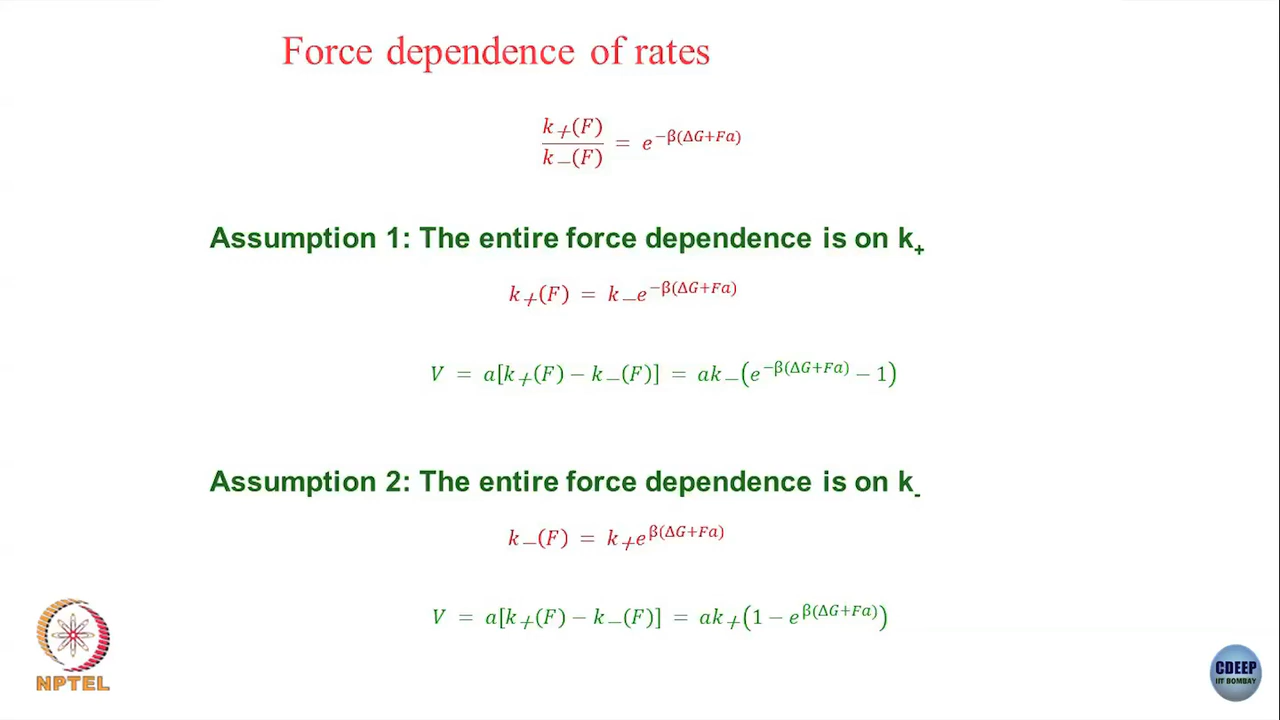 Force dependence of rates
k₊(F)/k₋(F) = e^{−β(ΔG+Fa)}
Assumption 1: The entire force dependence is on k₊
k₊(F) = k₋e^{−β(ΔG+Fa)}
V = a[k₊(F) − k₋(F)] = ak₋(e^{−β(ΔG+Fa)} − 1)
Assumption 2: The entire force dependence is on k₋
k₋(F) = k₊e^{β(ΔG+Fa)}
V = a[k₊(F) − k₋(F)] = ak₊(1 − e^{β(ΔG+Fa)})
NPTEL
CDEEP
IIT BOMBAY